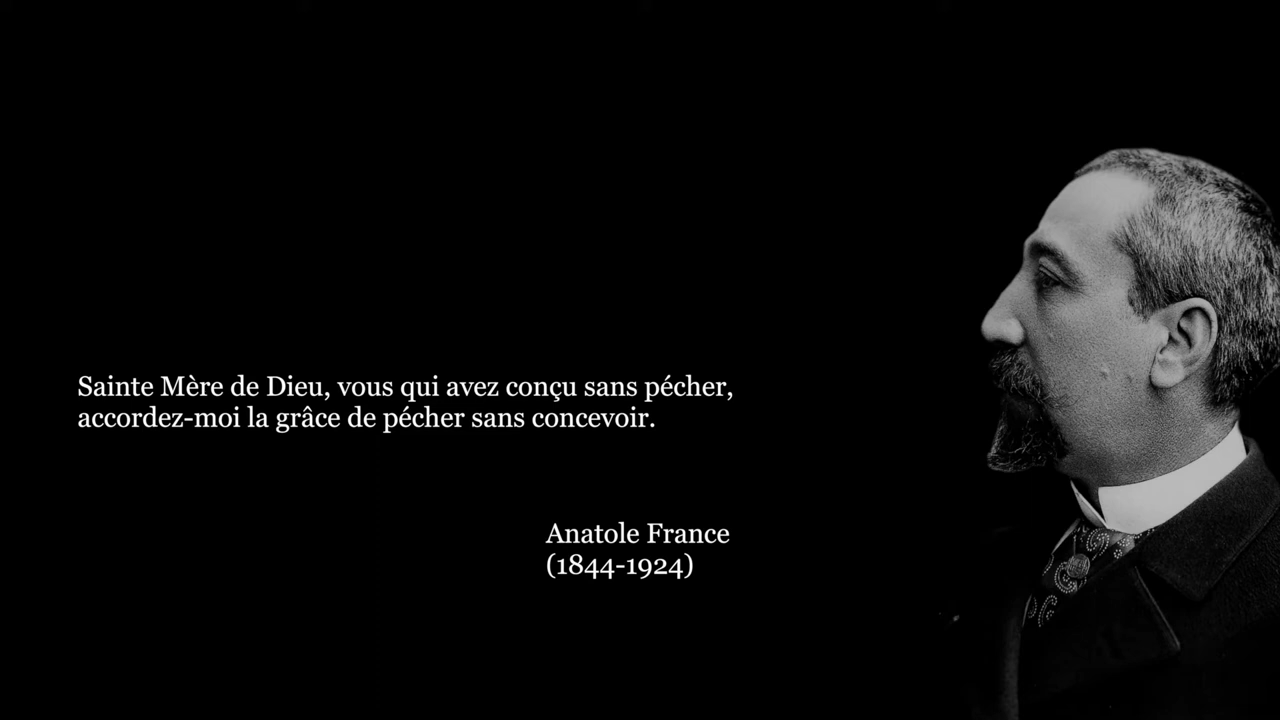 Sainte Mère de Dieu, vous qui avez conçu sans pécher,
accordez-moi la grâce de pécher sans concevoir.
Anatole France
(1844-1924)